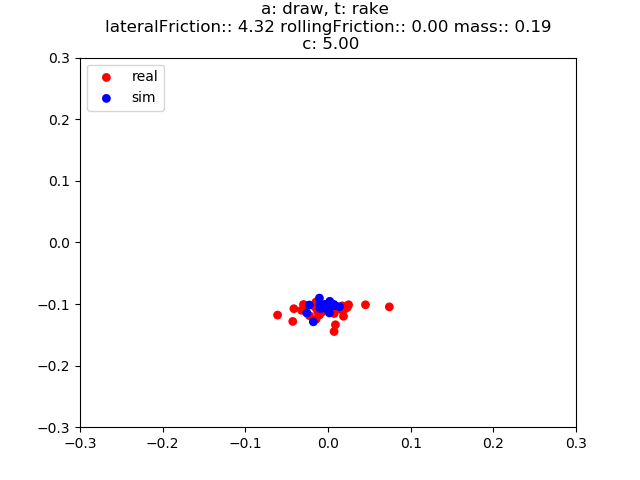 a: draw, t: rake
lateralFriction:: 4.32 rollingFriction:: 0.00 mass:: 0.19
c: 5.00
real
sim
0.3
0.2
0.1
0.0
−0.1
−0.2
−0.3
−0.3 −0.2 −0.1 0.0 0.1 0.2 0.3